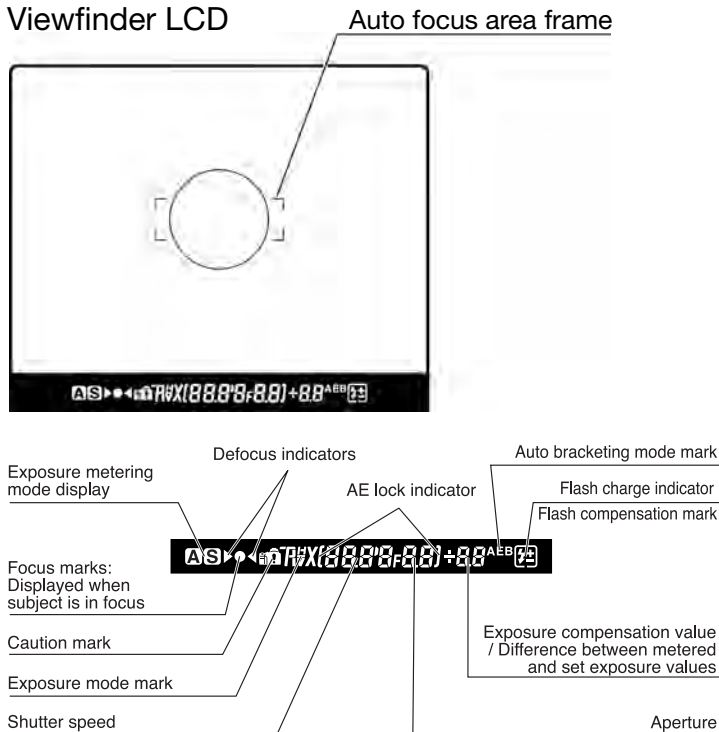 Viewfinder LCD
Auto focus area frame
Defocus indicators
Auto bracketing mode mark
Exposure metering
mode display
AE lock indicator
Flash charge indicator
Flash compensation mark
Focus marks:
Displayed when
subject is in focus
Caution mark
Exposure compensation value
/ Difference between metered
and set exposure values
Exposure mode mark
Shutter speed
Aperture